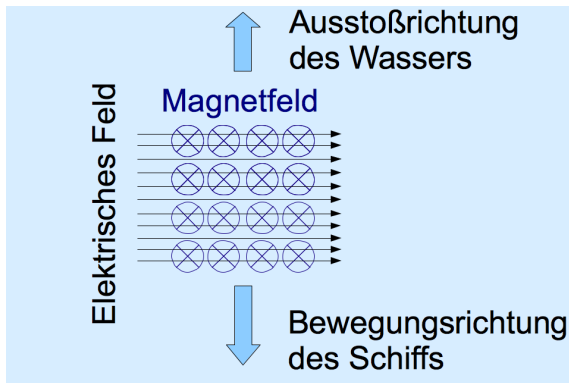 Ausstoßrichtung
des Wassers
Magnetfeld
Elektrisches Feld
Bewegungsrichtung
des Schiffs